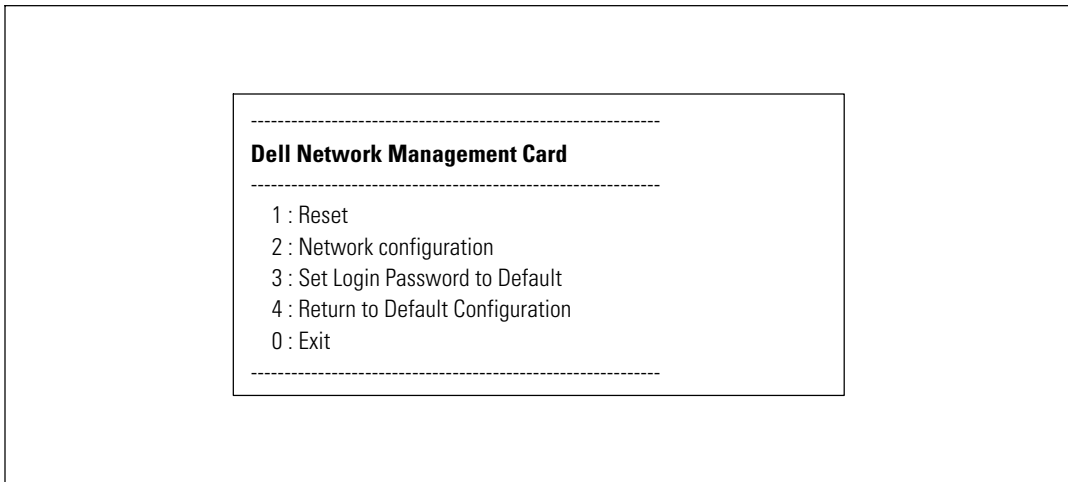 -------------------------------------------------------------
Dell Network Management Card
-------------------------------------------------------------
1 : Reset
2 : Network configuration
3 : Set Login Password to Default
4 : Return to Default Configuration
0 : Exit
-------------------------------------------------------------